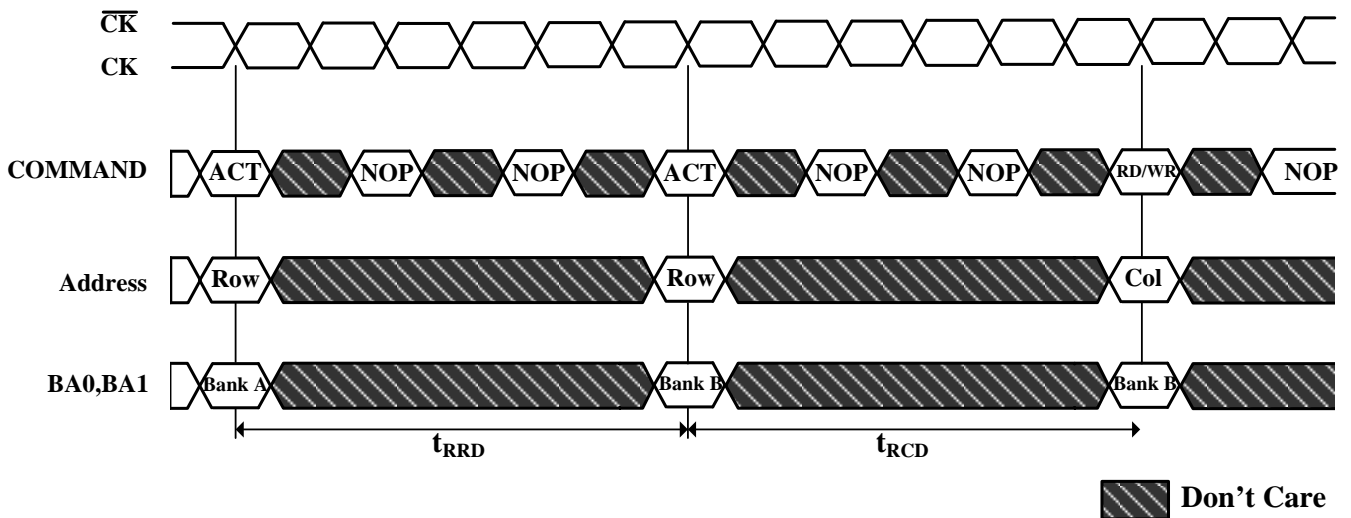 CK
CK
COMMAND ACT NOP NOP ACT NOP NOP RD/WR NOP
Address Row Row Col
BA0,BA1 Bank A Bank B Bank B
tRRD tRCD
Don't Care